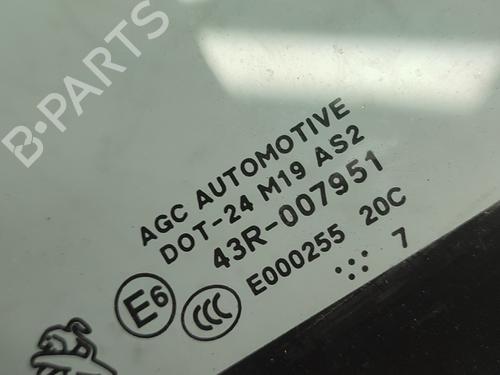 B-PARTS
AGC AUTOMOTIVE
DOT-24 M19 AS2
43R-007951
E000255 20C
E6 CCC
7